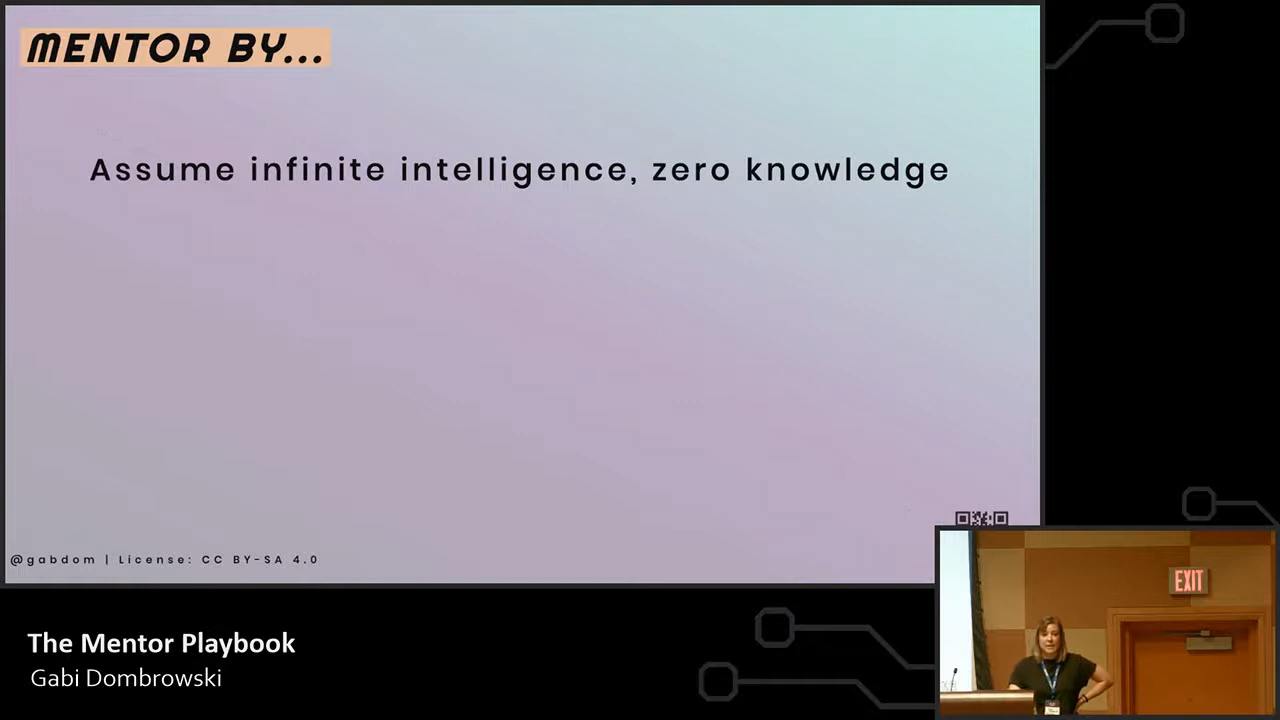 MENTOR BY...
Assume infinite intelligence, zero knowledge
@gabdom | License: CC BY-SA 4.0
EXIT
The Mentor Playbook
Gabi Dombrowski